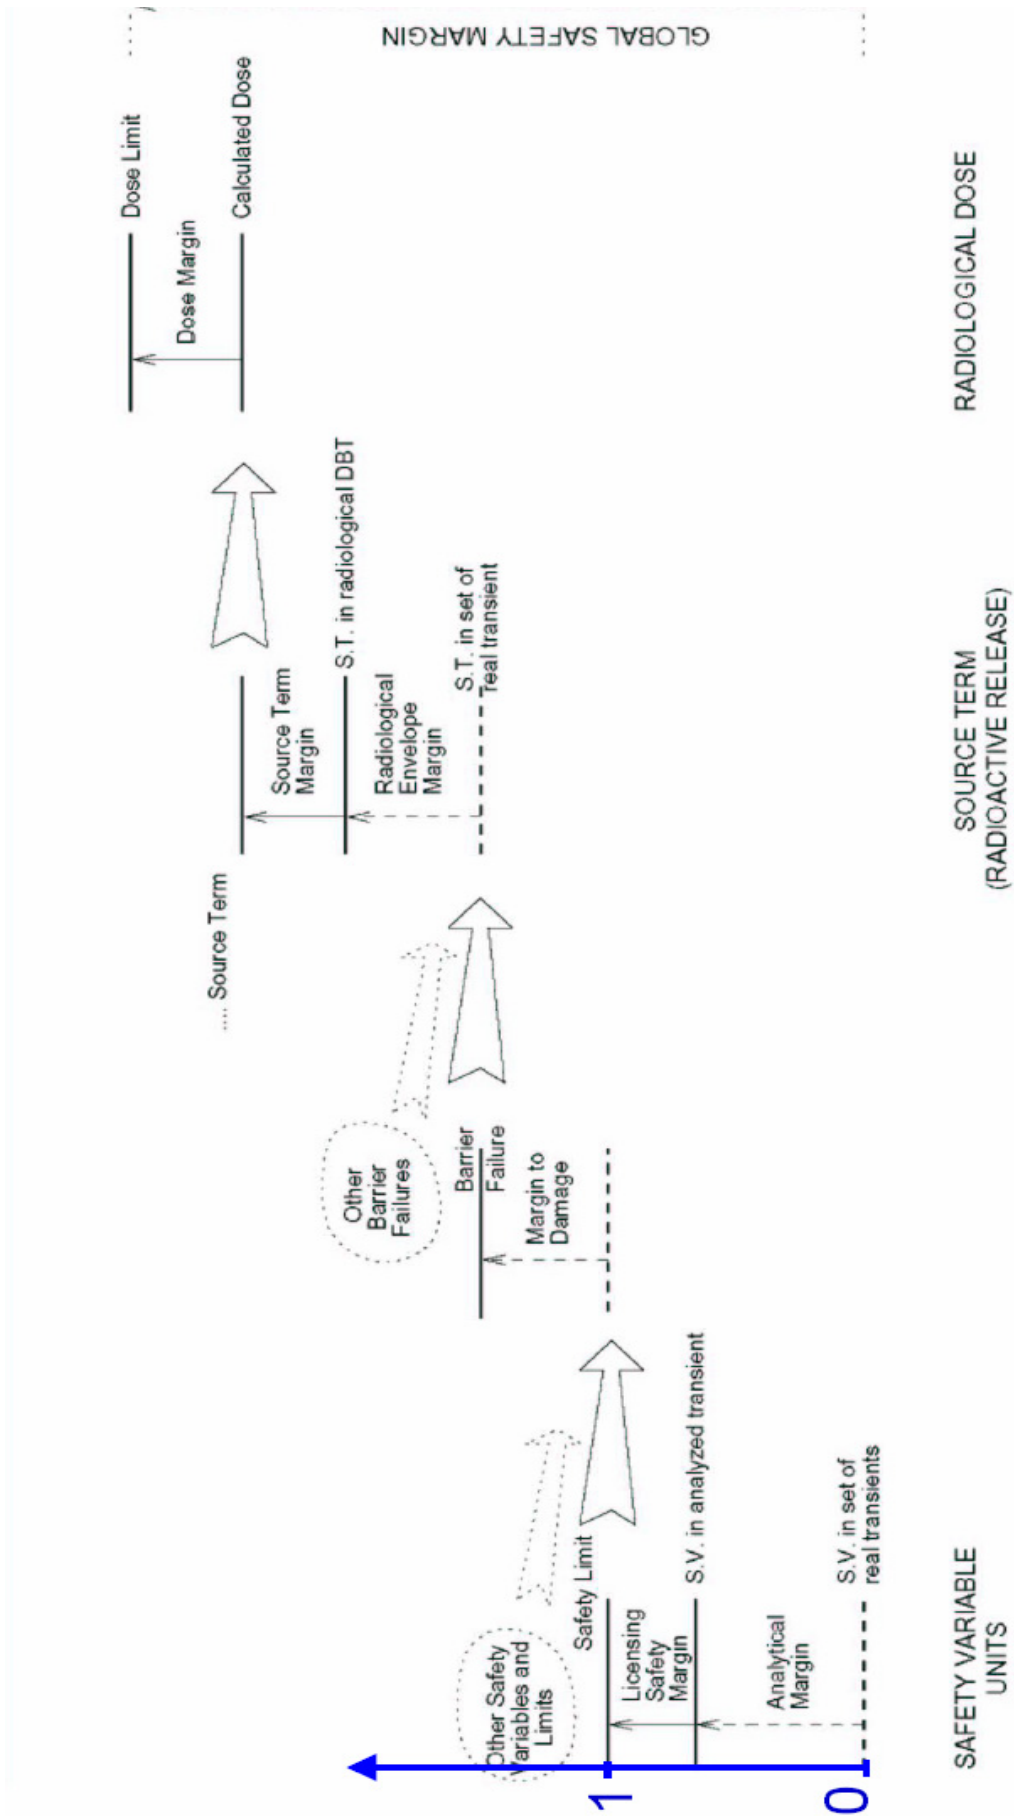 GLOBAL SAFETY MARGIN
Dose Limit
Dose Margin
Calculated Dose
.... Source Term
Source Term
Margin
S.T. in radiological DBT
Radiological
Envelope
Margin
S.T. in set of
real transient
Other
Barrier
Failures
Barrier
Failure
Margin to
Damage
Other Safety
Variables and
Limits
Safety Limit
Licensing
Safety
Margin
S.V. in analyzed transient
Analytical
Margin
S.V. in set of
real transients
1
0
SAFETY VARIABLE
UNITS
SOURCE TERM
(RADIOACTIVE RELEASE)
RADIOLOGICAL DOSE